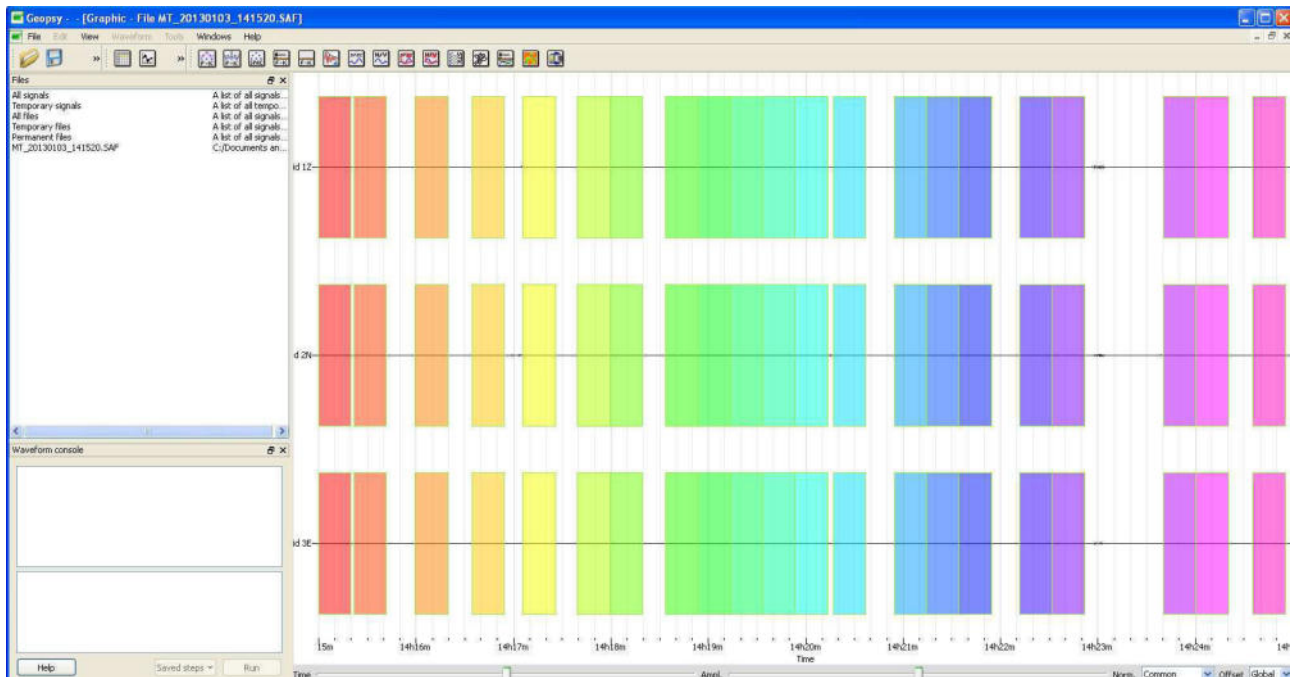 Geopsy - - [Graphic - File MT_20130103_141520.SAF]
File Edit View Waveform Tools Windows Help
Files
All signals A list of all signals...
Temporary signals A list of all tempo...
All files A list of all signals...
Temporary files A list of all signals...
Permanent files A list of all signals...
MT_20130103_141520.SAF C:/Documents an...
id 1Z
d 2N
id 3E
Waveform console
15m 14h16m 14h17m 14h18m 14h19m 14h20m 14h21m 14h22m 14h23m 14h24m 14h
Time
Help Saved steps Run
Time Ampl. Norm. Common Offset Global